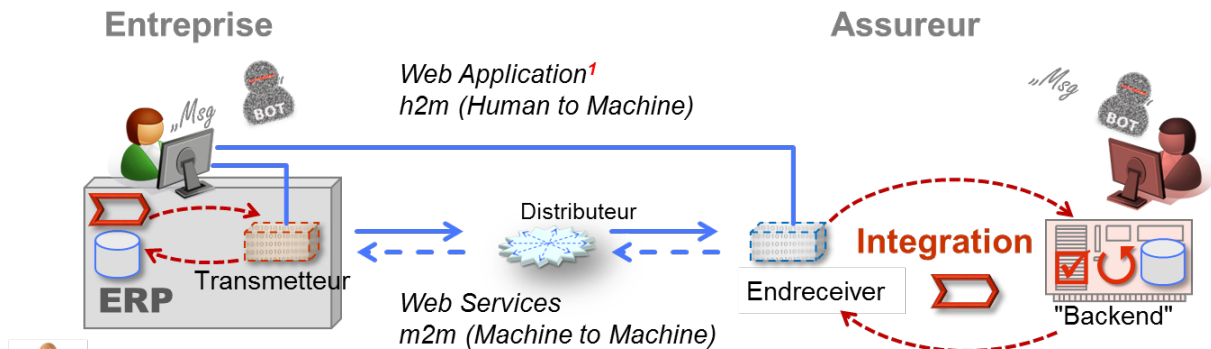 Entreprise
Assureur
Web Application1
h2m (Human to Machine)
„Msg"
BOT
„Msg"
BOT
Distributeur
Transmetteur
ERP
Web Services
m2m (Machine to Machine)
Endreceiver
Integration
"Backend"